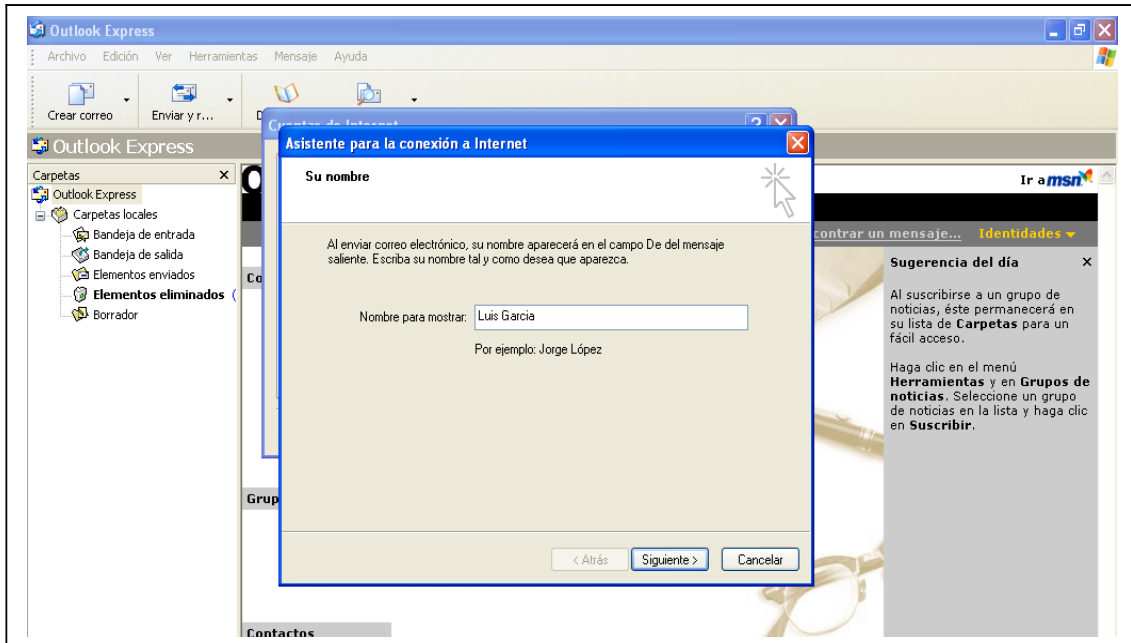 Outlook Express
Archivo Edición Ver Herramientas Mensaje Ayuda
Crear correo Enviar y r...
Cuentas de Internet
Outlook Express
Asistente para la conexión a Internet
Carpetas
Su nombre
Ir a msn
Outlook Express
Carpetas locales
Bandeja de entrada
Bandeja de salida
Elementos enviados
Elementos eliminados (
Borrador
Al enviar correo electrónico, su nombre aparecerá en el campo De del mensaje
saliente. Escriba su nombre tal y como desea que aparezca.
Nombre para mostrar: Luis Garcia
Por ejemplo: Jorge López
< Atrás Siguiente > Cancelar
contrar un mensaje... Identidades
Sugerencia del día
Al suscribirse a un grupo de
noticias, éste permanecerá en
su lista de Carpetas para un
fácil acceso.
Haga clic en el menú
Herramientas y en Grupos de
noticias. Seleccione un grupo
de noticias en la lista y haga clic
en Suscribir.
Co
Grup
Contactos